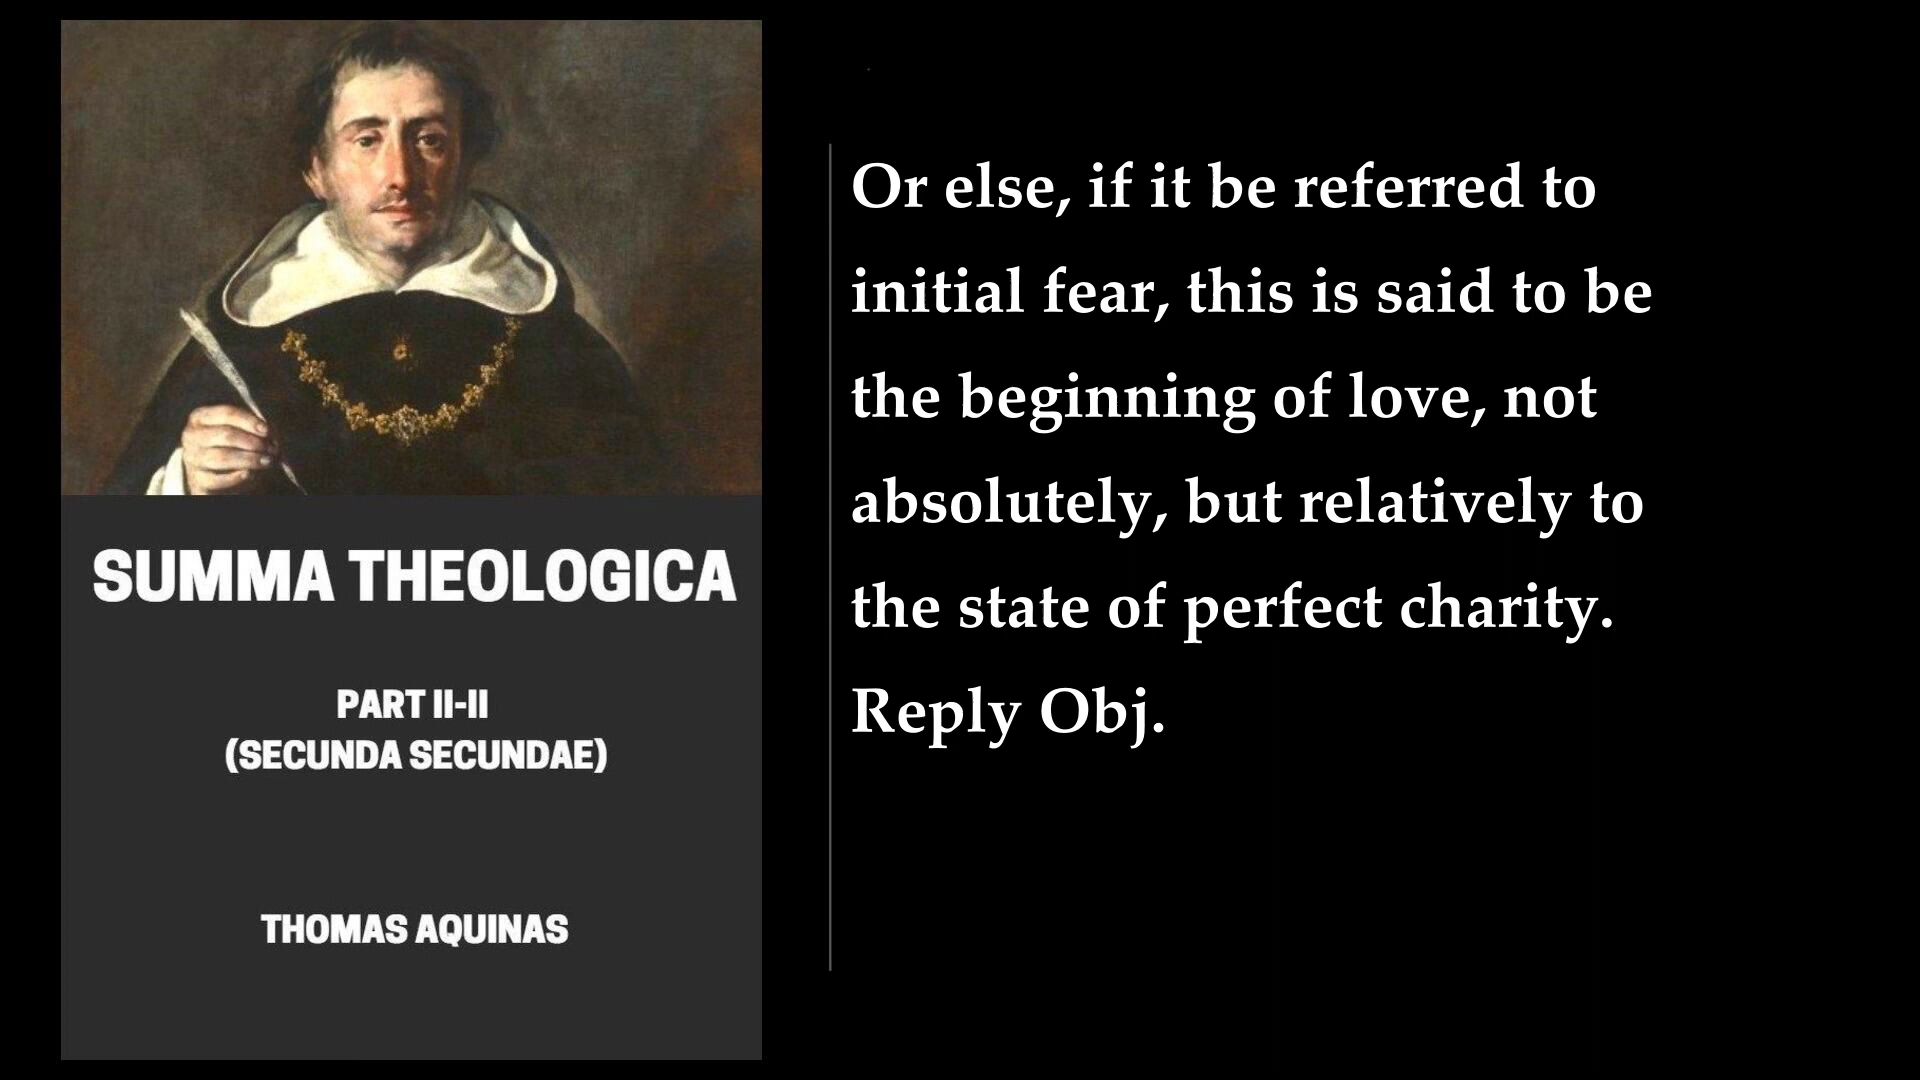 SUMMA THEOLOGICA
PART II-II
(SECUNDA SECUNDAE)
THOMAS AQUINAS
Or else, if it be referred to
initial fear, this is said to be
the beginning of love, not
absolutely, but relatively to
the state of perfect charity.
Reply Obj.